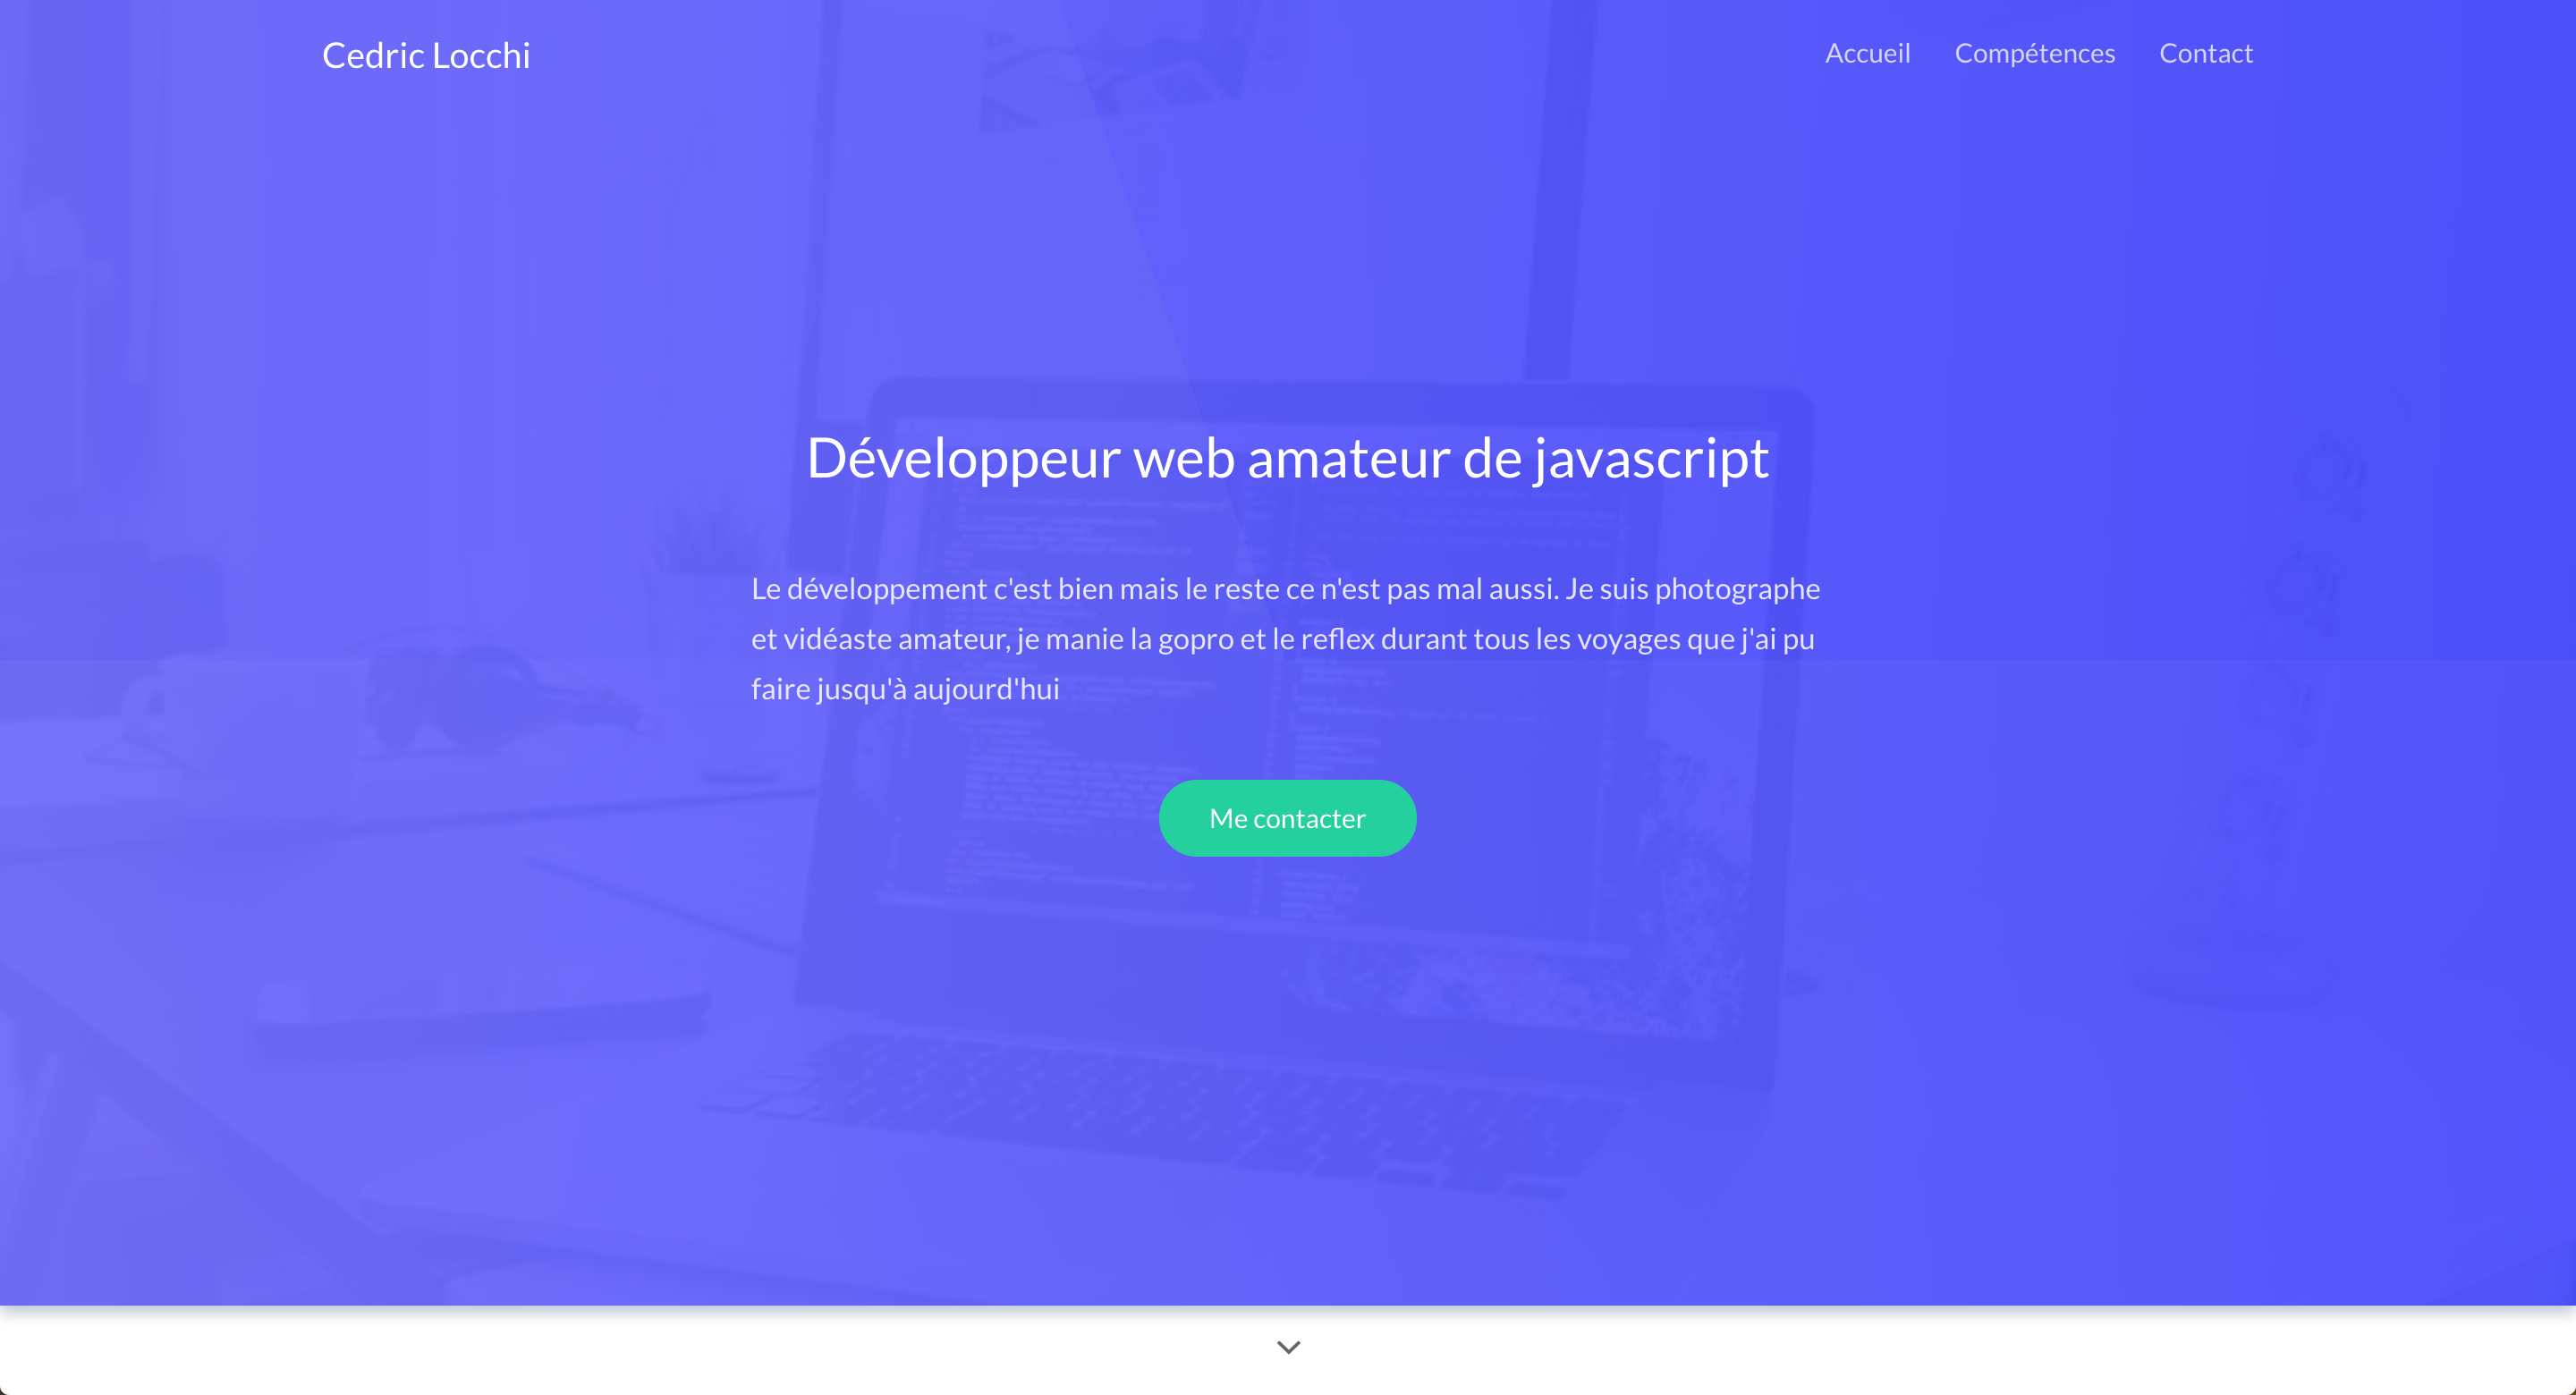 Cedric Locchi
Accueil Compétences Contact
Développeur web amateur de javascript
Le développement c'est bien mais le reste ce n'est pas mal aussi. Je suis photographe
et vidéaste amateur, je manie la gopro et le reflex durant tous les voyages que j'ai pu
faire jusqu'à aujourd'hui
Me contacter